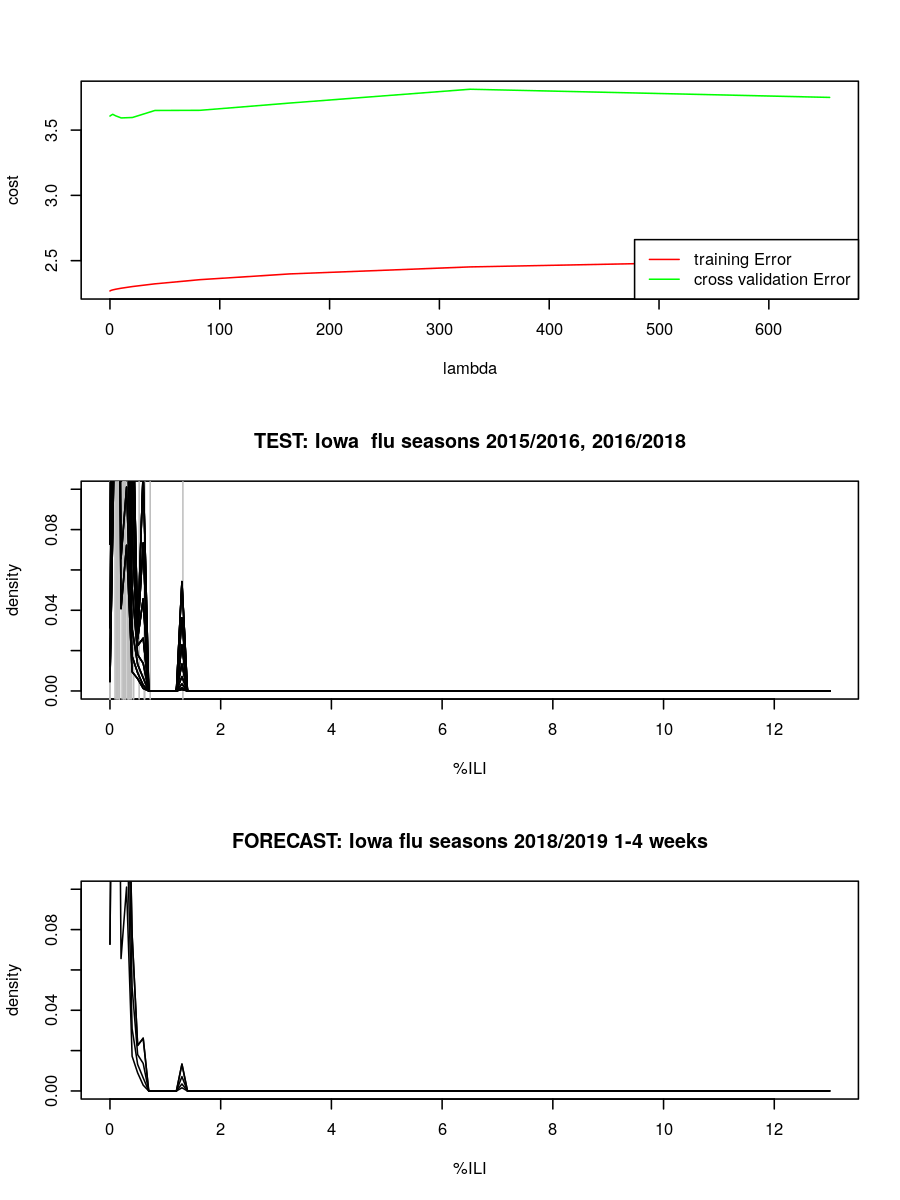 cost
3.5
3.0
2.5
training Error
cross validation Error
0 100 200 300 400 500 600
lambda
TEST: Iowa  flu seasons 2015/2016, 2016/2018
density
0.08
0.04
0.00
0 2 4 6 8 10 12
%ILI
FORECAST: Iowa flu seasons 2018/2019 1-4 weeks
density
0.08
0.04
0.00
0 2 4 6 8 10 12
%ILI